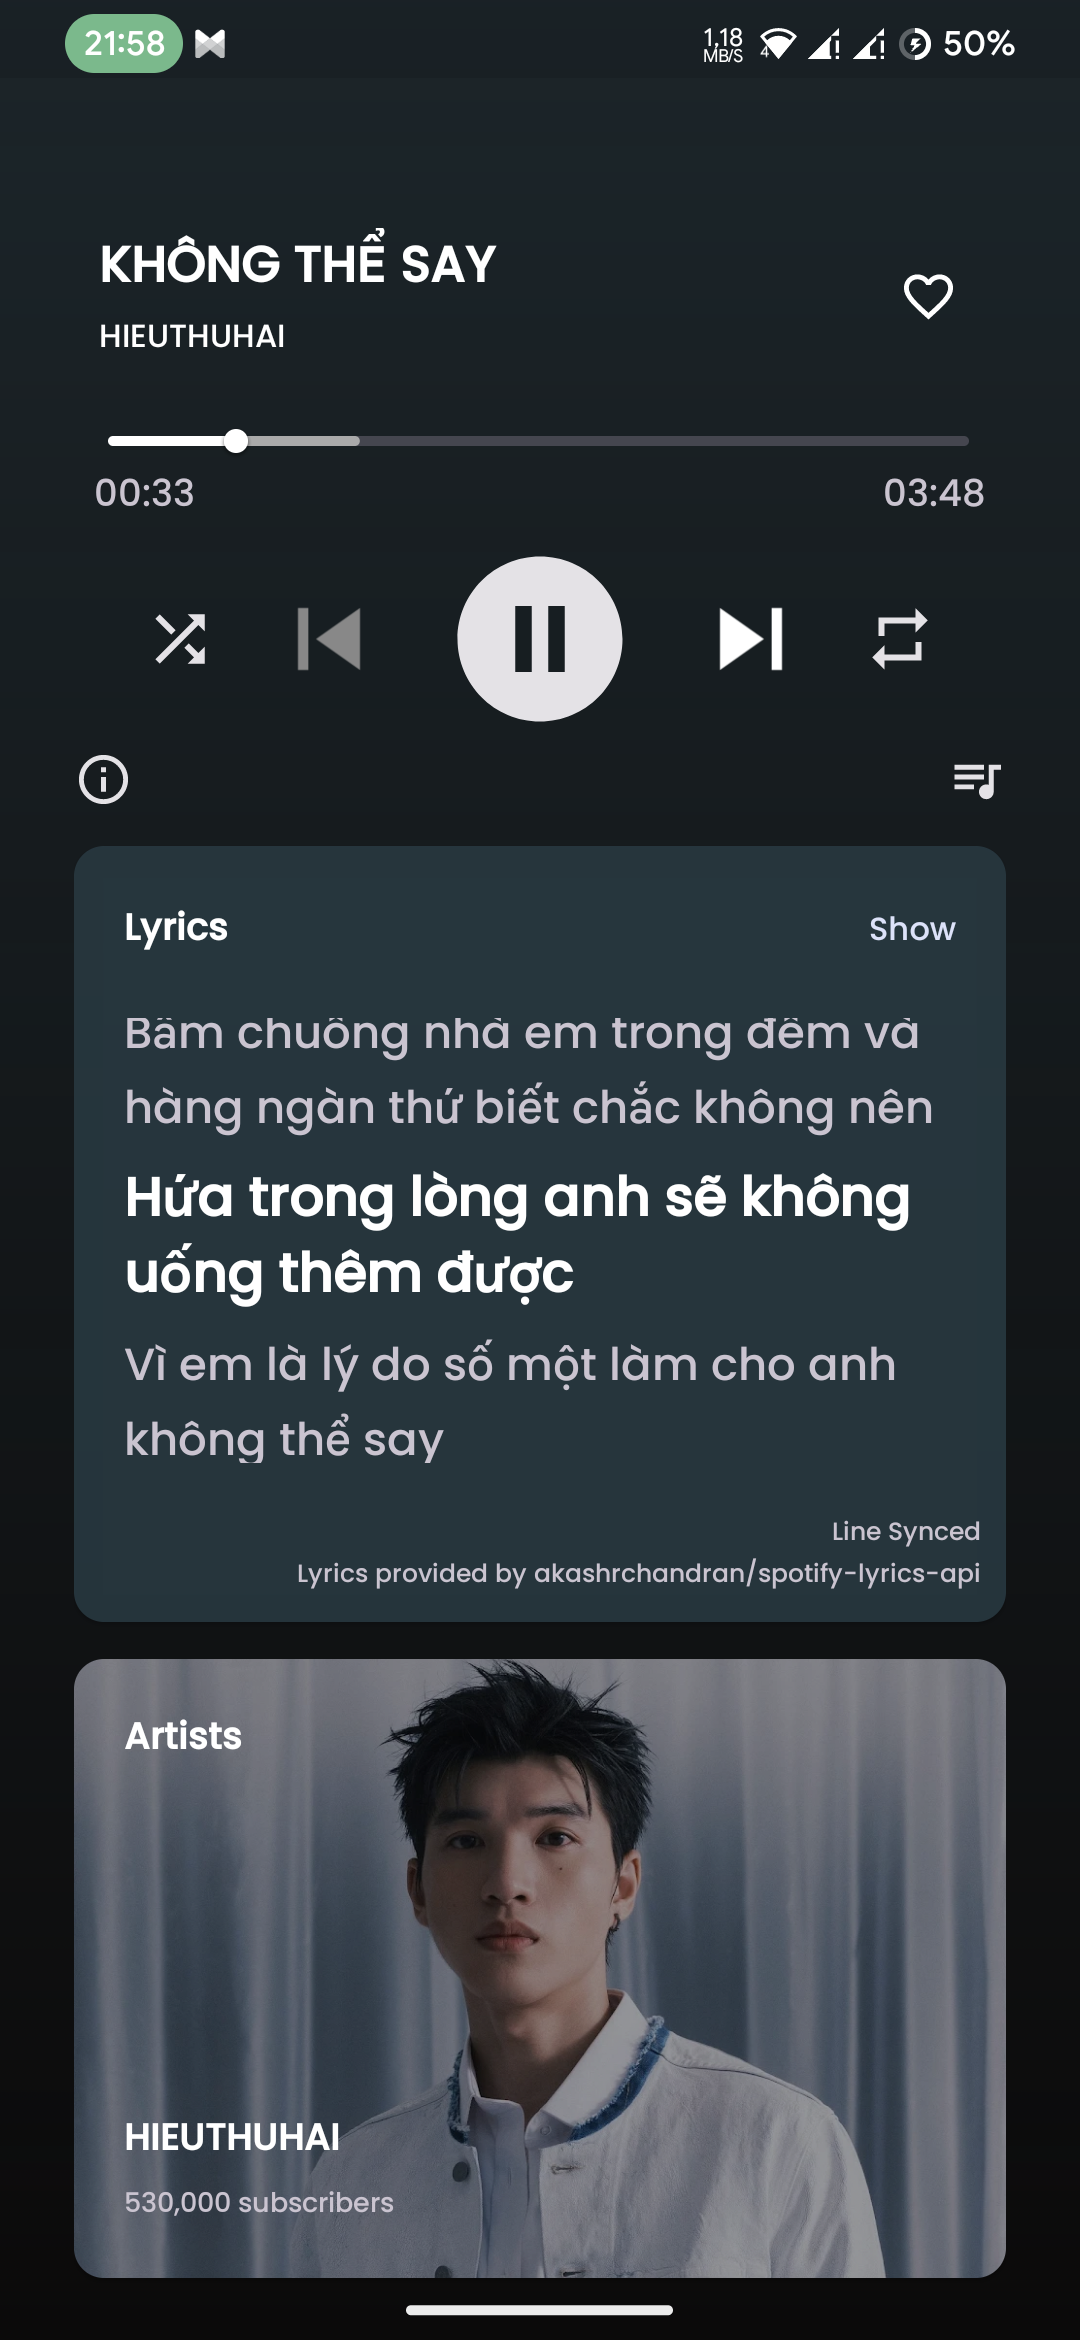 21:58
1,18
MB/S
4
50%
KHÔNG THỂ SAY
HIEUTHUHAI
00:33
03:48
Lyrics
Show
Bấm chuông nhà em trong đêm và
hàng ngàn thứ biết chắc không nên
Hứa trong lòng anh sẽ không
uống thêm được
Vì em là lý do số một làm cho anh
không thể say
Line Synced
Lyrics provided by akashrchandran/spotify-lyrics-api
Artists
HIEUTHUHAI
530,000 subscribers